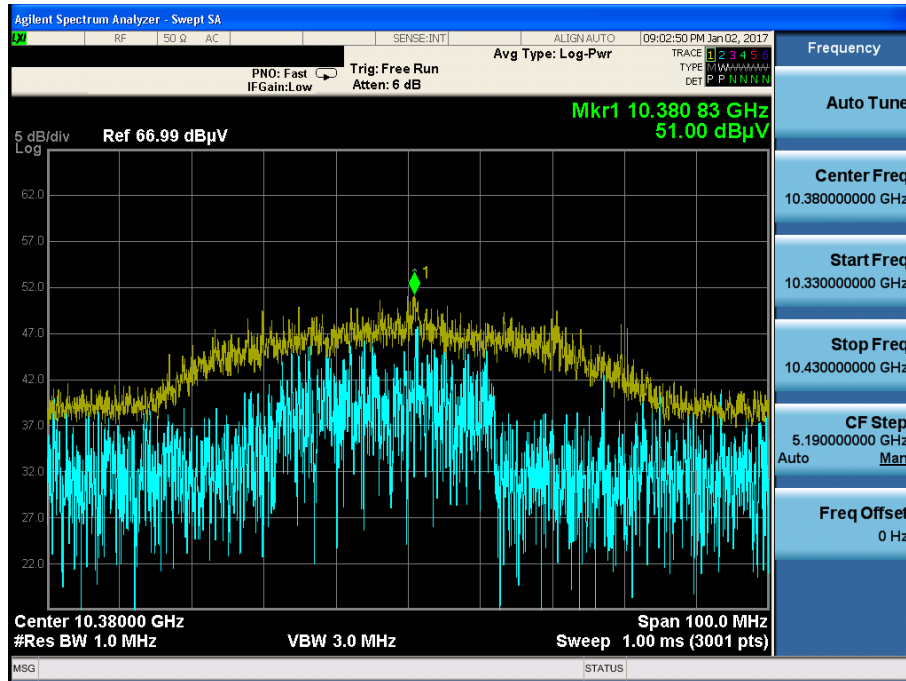 Agilent Spectrum Analyzer - Swept SA
LXI RF 50 Ω AC SENSE:INT ALIGN AUTO 09:02:50 PM Jan 02, 2017
Frequency
Avg Type: Log-Pwr
TRACE 1 2 3 4 5 6
PNO: Fast Trig: Free Run
TYPE M W W W W W
IFGain:Low Atten: 6 dB
DET P P N N N N
Auto Tune
Mkr1 10.380 83 GHz
51.00 dBµV
5 dB/div Ref 66.99 dBµV
Log
Center Freq
10.380000000 GHz
62.0
57.0
Start Freq
10.330000000 GHz
1
52.0
47.0
Stop Freq
10.430000000 GHz
42.0
37.0
CF Step
5.190000000 GHz
Auto Man
32.0
27.0
Freq Offset
0 Hz
22.0
Center 10.38000 GHz Span 100.0 MHz
#Res BW 1.0 MHz VBW 3.0 MHz Sweep 1.00 ms (3001 pts)
MSG STATUS